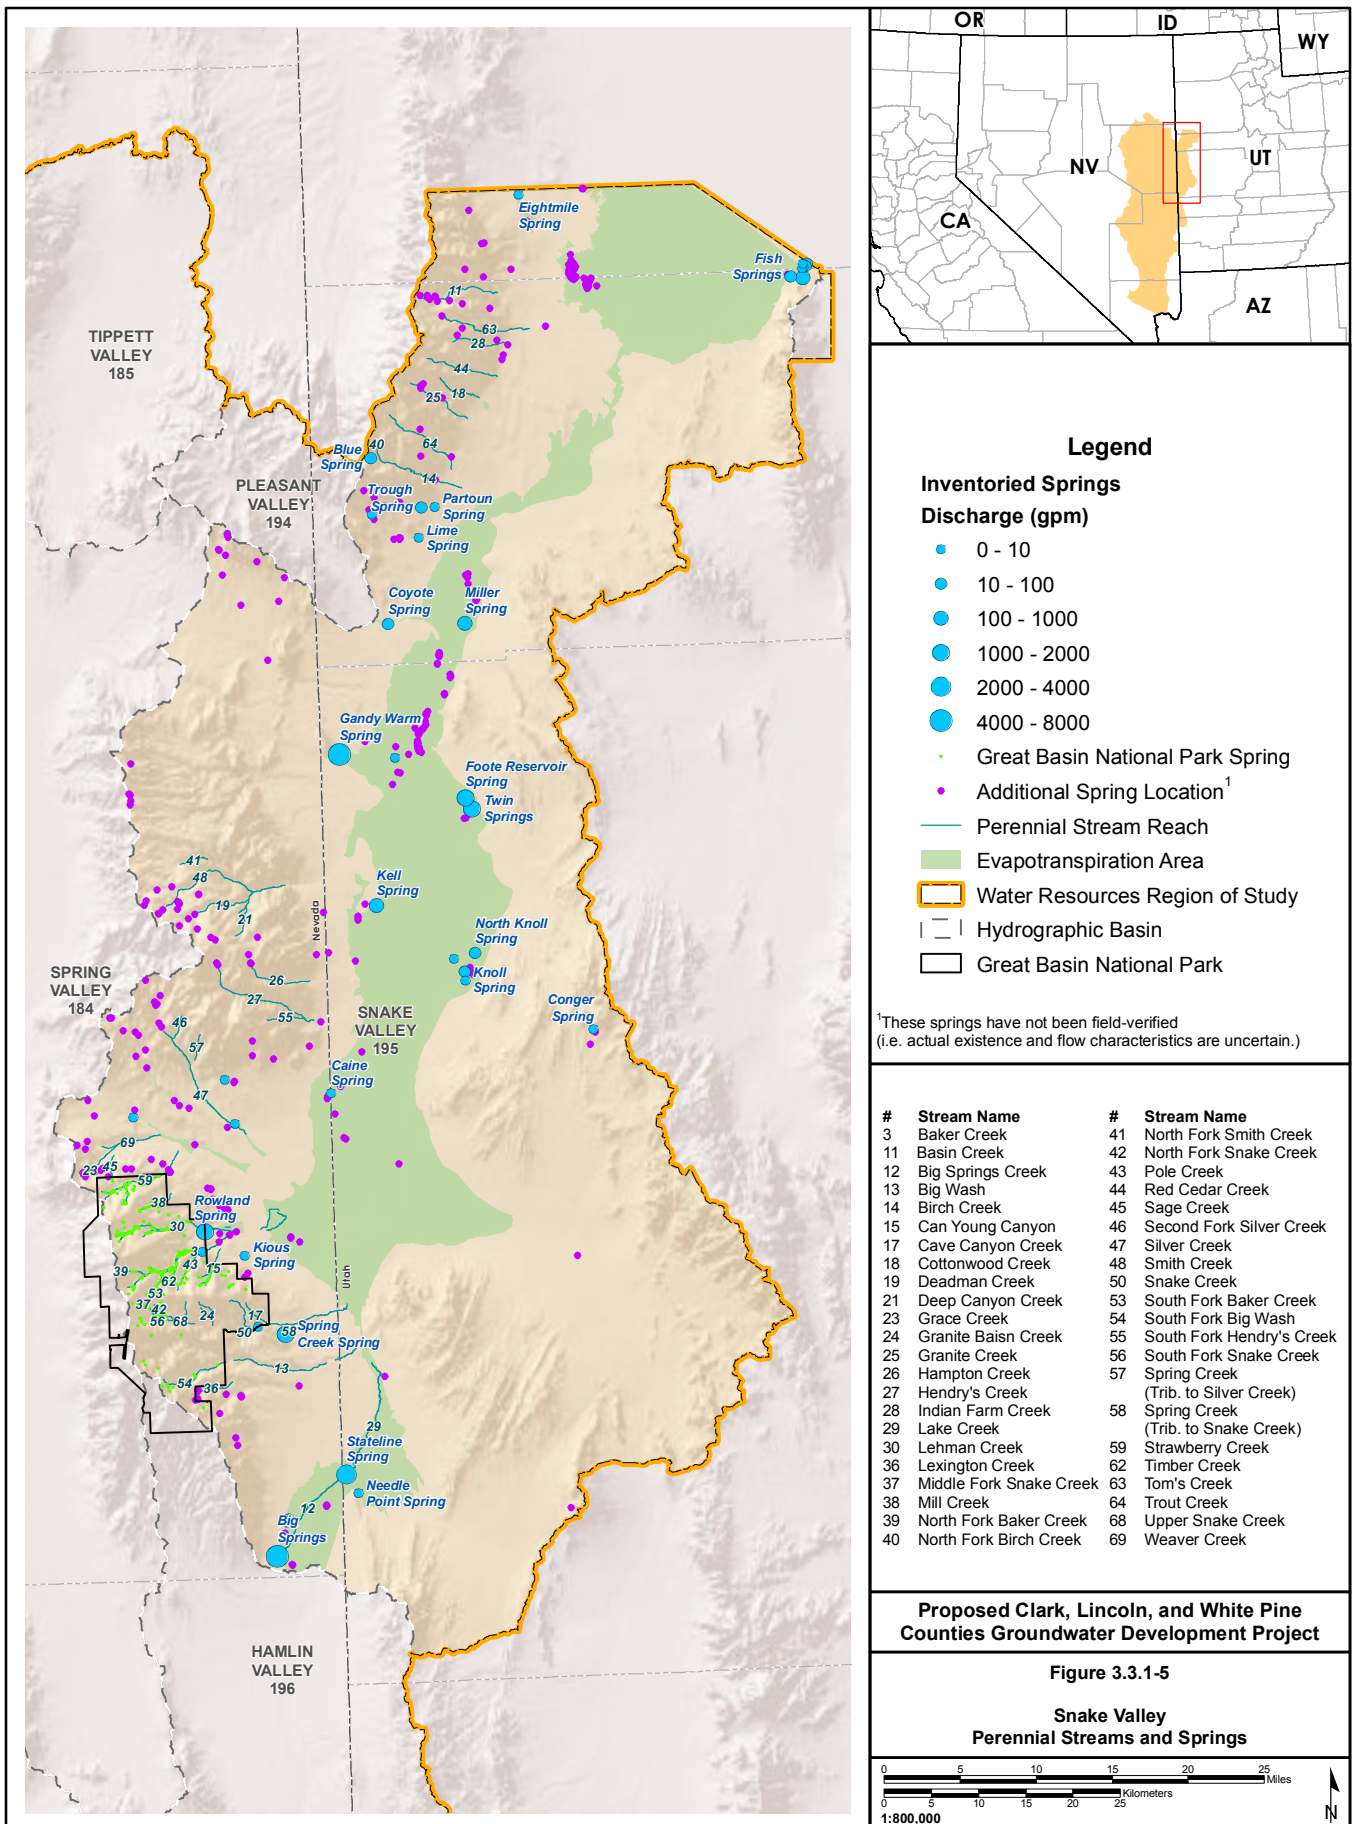 Eightmile
Spring
Fish
Springs
11
63
28
44
18
25
64
40
14
TIPPETT
VALLEY
185
Blue
Spring
PLEASANT
VALLEY
194
Trough
Spring
Partoun
Spring
Lime
Spring
Coyote
Spring
Miller
Spring
Gandy Warm
Spring
Foote Reservoir
Spring
Twin
Springs
41
48
19
21
Kell
Spring
Nevada
North Knoll
Spring
Knoll
Spring
SPRING
VALLEY
184
26
27
55
Conger
Spring
SNAKE
VALLEY
195
46
57
47
Caine
Spring
69
23
45
59
38
Rowland
Spring
30
3
Kious
Spring
43
15
39
62
53
37
42
56
68
24
17
50
58
Spring
Creek Spring
Utah
13
54
36
29
Stateline
Spring
Needle
Point Spring
12
Big
Springs
HAMLIN
VALLEY
196
OR
ID
WY
NV
UT
CA
AZ
Legend
Inventoried Springs
Discharge (gpm)
0 - 10
10 - 100
100 - 1000
1000 - 2000
2000 - 4000
4000 - 8000
Great Basin National Park Spring
Additional Spring Location1
Perennial Stream Reach
Evapotranspiration Area
Water Resources Region of Study
Hydrographic Basin
Great Basin National Park
1These springs have not been field-verified
(i.e. actual existence and flow characteristics are uncertain.)
# Stream Name # Stream Name
3 Baker Creek 41 North Fork Smith Creek
11 Basin Creek 42 North Fork Snake Creek
12 Big Springs Creek 43 Pole Creek
13 Big Wash 44 Red Cedar Creek
14 Birch Creek 45 Sage Creek
15 Can Young Canyon 46 Second Fork Silver Creek
17 Cave Canyon Creek 47 Silver Creek
18 Cottonwood Creek 48 Smith Creek
19 Deadman Creek 50 Snake Creek
21 Deep Canyon Creek 53 South Fork Baker Creek
23 Grace Creek 54 South Fork Big Wash
24 Granite Baisn Creek 55 South Fork Hendry's Creek
25 Granite Creek 56 South Fork Snake Creek
26 Hampton Creek 57 Spring Creek
27 Hendry's Creek (Trib. to Silver Creek)
28 Indian Farm Creek 58 Spring Creek
29 Lake Creek (Trib. to Snake Creek)
30 Lehman Creek 59 Strawberry Creek
36 Lexington Creek 62 Timber Creek
37 Middle Fork Snake Creek 63 Tom's Creek
38 Mill Creek 64 Trout Creek
39 North Fork Baker Creek 68 Upper Snake Creek
40 North Fork Birch Creek 69 Weaver Creek
Proposed Clark, Lincoln, and White Pine
Counties Groundwater Development Project
Figure 3.3.1-5
Snake Valley
Perennial Streams and Springs
0 5 10 15 20 25
Miles
Kilometers
0 5 10 15 20 25
1:800,000
N